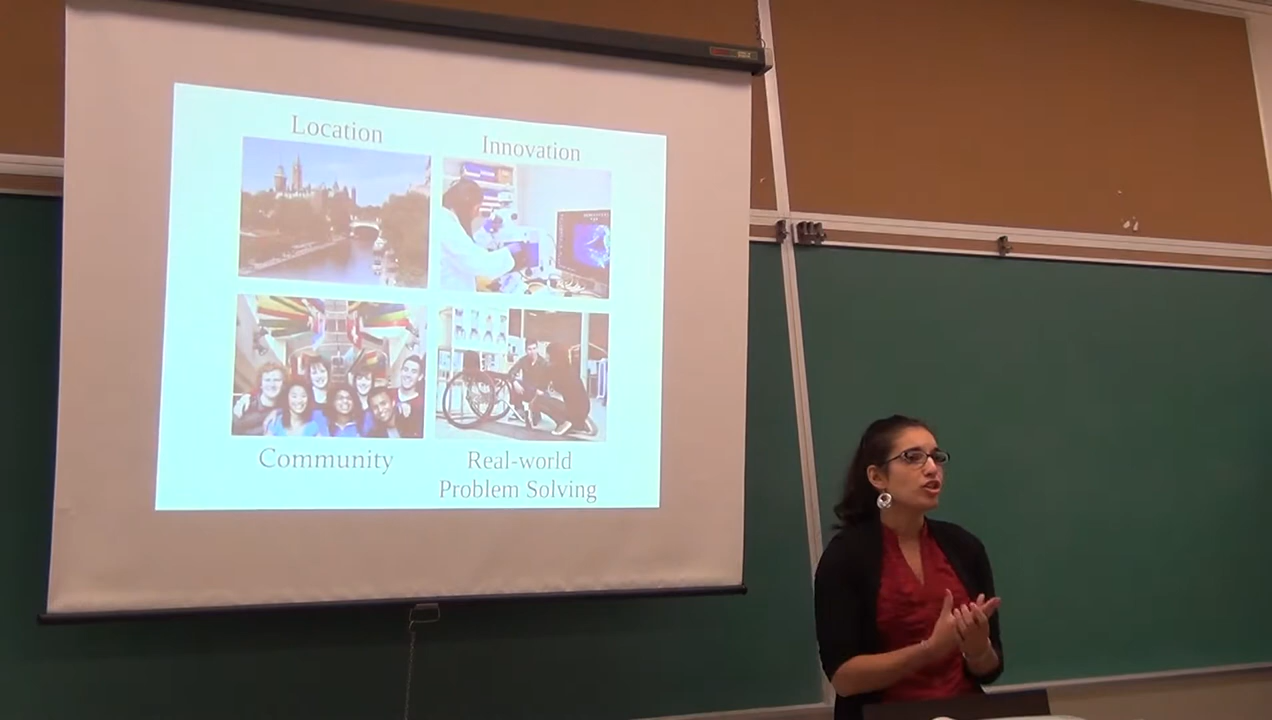 Location
Innovation
Community
Real-world
Problem Solving